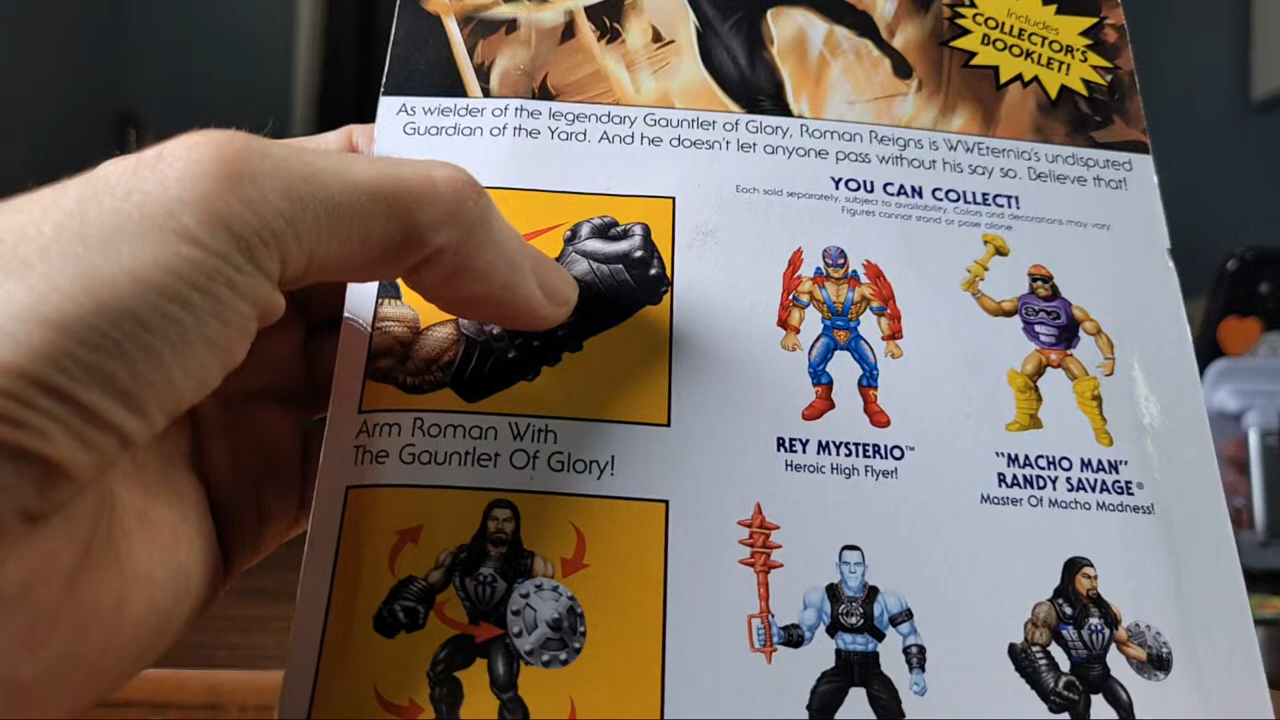 Includes
COLLECTOR'S
BOOKLET!
As wielder of the legendary Gauntlet of Glory, Roman Reigns is WWEternia's undisputed
Guardian of the Yard. And he doesn't let anyone pass without his say so. Believe that!
YOU CAN COLLECT!
Each sold separately, subject to availability. Colors and decorations may vary.
Figures cannot stand or pose alone
Arm Roman With
The Gauntlet Of Glory!
REY MYSTERIO™
Heroic High Flyer!
"MACHO MAN"
RANDY SAVAGE®
Master Of Macho Madness!